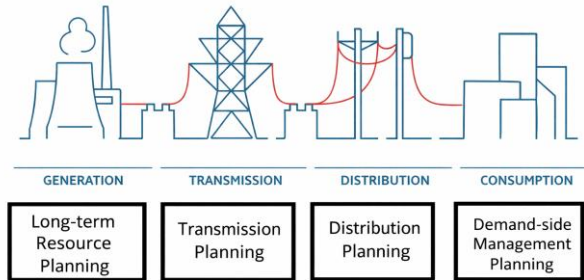 GENERATION
TRANSMISSION
DISTRIBUTION
CONSUMPTION
Long-term
Resource
Planning
Transmission
Planning
Distribution
Planning
Demand-side
Management
Planning